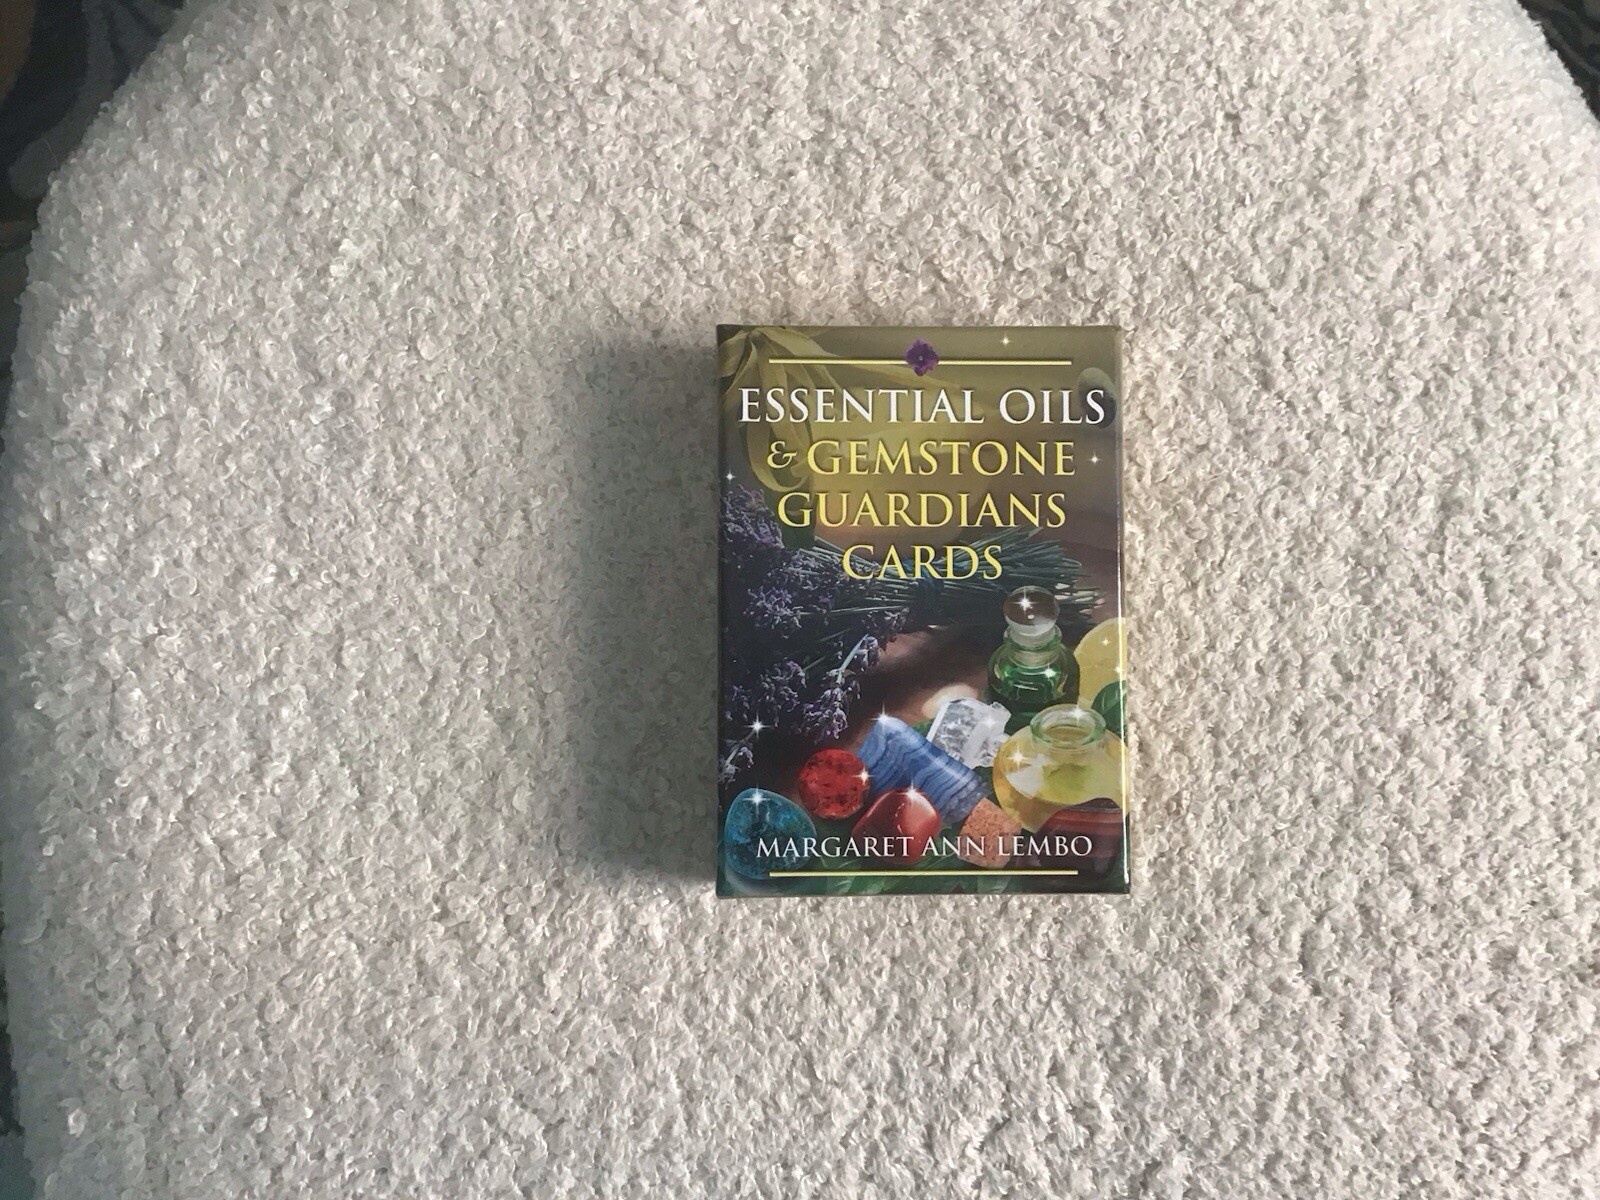 ESSENTIAL OILS
& GEMSTONE
GUARDIANS
CARDS
MARGARET ANN LEMBO